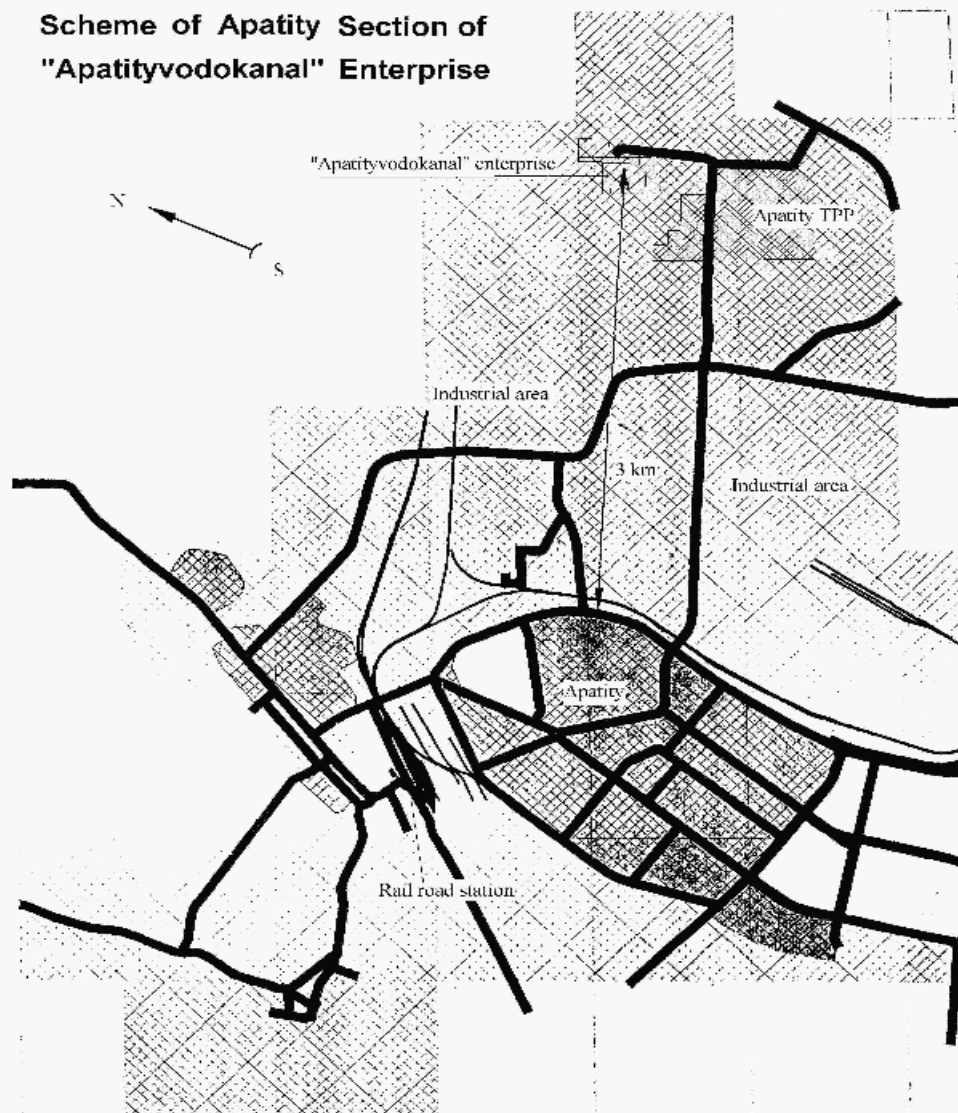 Scheme of Apatity Section of
"Apatityvodokanal" Enterprise
"Apatityvodokanal" enterprise
N
Apatity TPP
S
Industrial area
3 km
Industrial area
Apatity
Rail road station